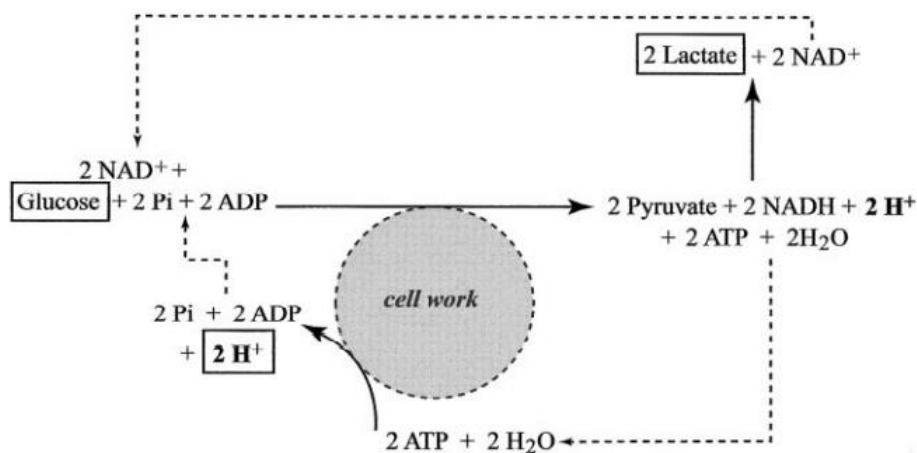 2 Lactate + 2 NAD⁺
2 NAD⁺ +
Glucose + 2 Pi + 2 ADP
2 Pyruvate + 2 NADH + 2 H⁺
+ 2 ATP + 2H₂O
cell work
2 Pi + 2 ADP
+ 2 H⁺
2 ATP + 2 H₂O